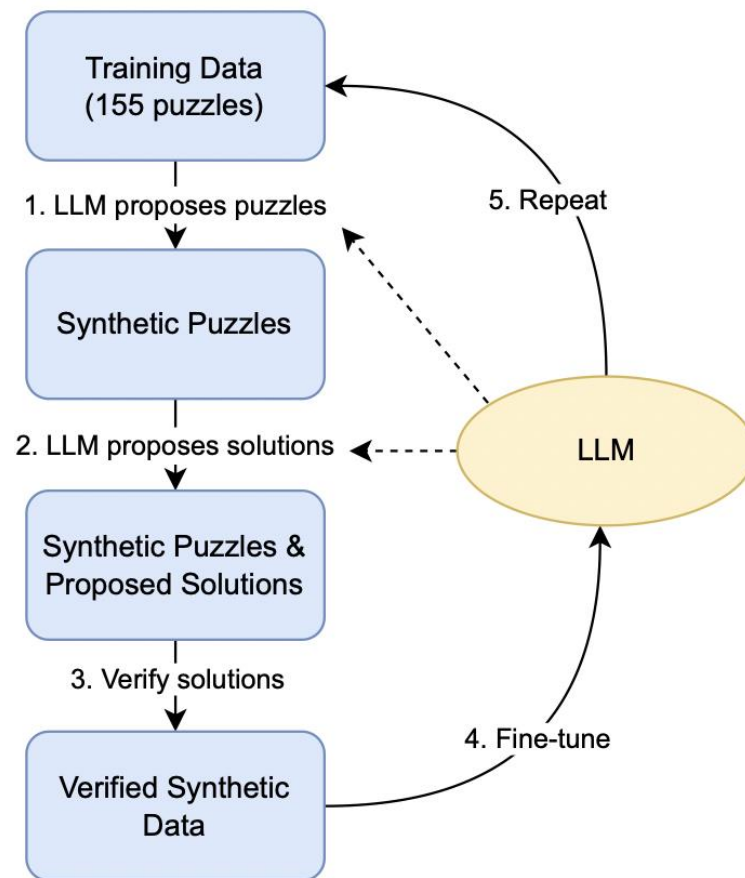 Training Data
(155 puzzles)
1. LLM proposes puzzles
5. Repeat
Synthetic Puzzles
2. LLM proposes solutions
LLM
Synthetic Puzzles &
Proposed Solutions
3. Verify solutions
4. Fine-tune
Verified Synthetic
Data